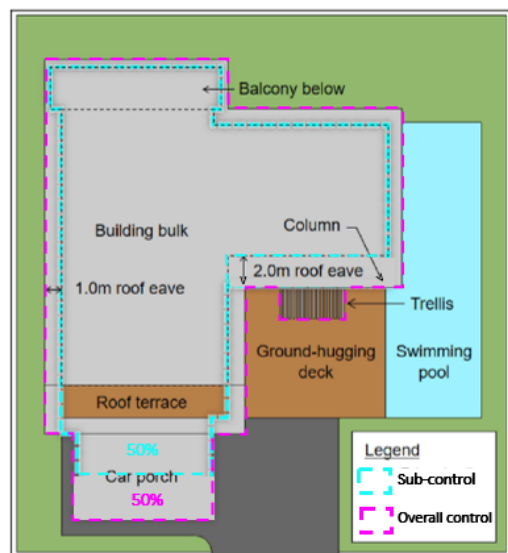 Balcony below
Building bulk
Column
1.0m roof eave
2.0m roof eave
Trellis
Ground-hugging
deck
Swimming
pool
Roof terrace
50%
Car porch
50%
Legend
Sub-control
Overall control